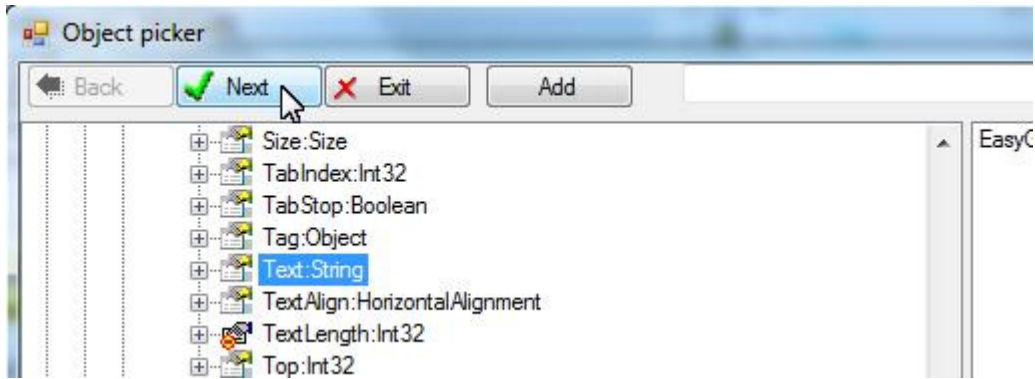 Object picker
Back Next Exit Add
Size:Size
TabIndex:Int32
TabStop:Boolean
Tag:Object
Text:String
TextAlign:HorizontalAlignment
TextLength:Int32
Top:Int32